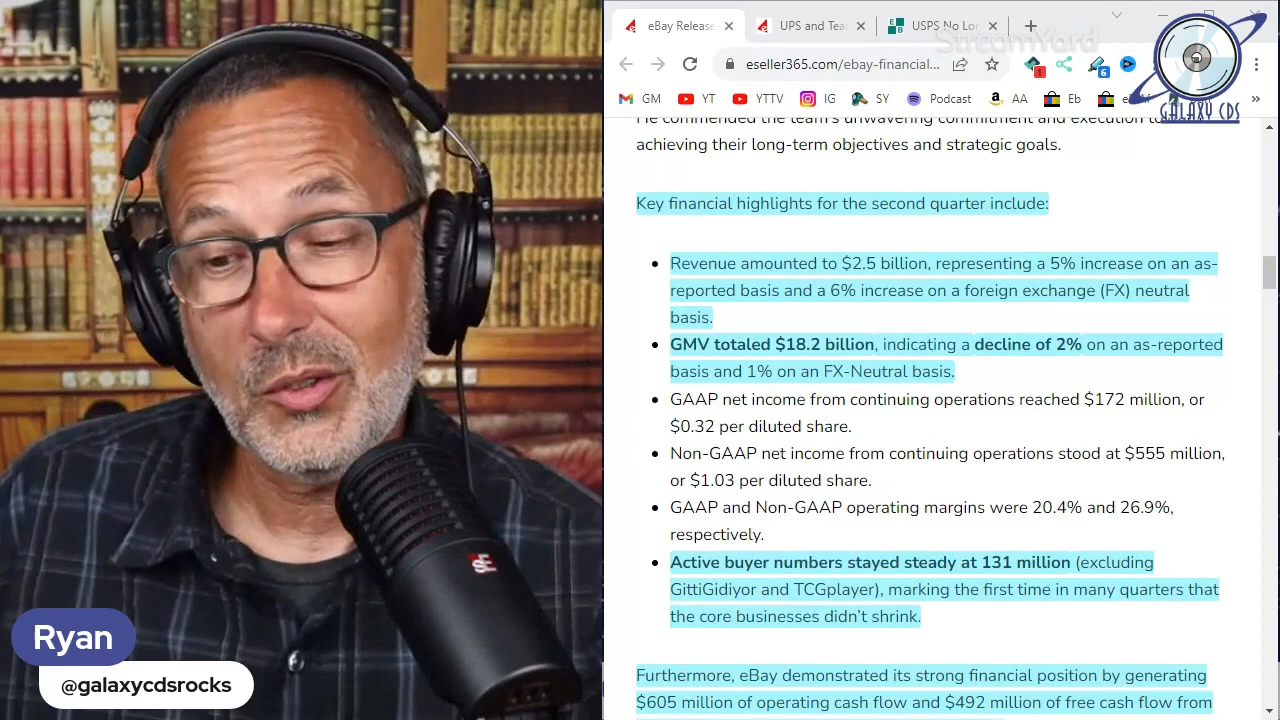 eBay Releas
UPS and Tea
USPS No Lon
StreamYard
eseller365.com/ebay-financial...
1
6
GM
YT
YTTV
IG
SY
Podcast
AA
Eb
»
GALAXY CDS
He commended the team's unwavering commitment and execution to
achieving their long-term objectives and strategic goals.
Key financial highlights for the second quarter include:
Revenue amounted to $2.5 billion, representing a 5% increase on an as-
reported basis and a 6% increase on a foreign exchange (FX) neutral
basis.
GMV totaled $18.2 billion, indicating a decline of 2% on an as-reported
basis and 1% on an FX-Neutral basis.
GAAP net income from continuing operations reached $172 million, or
$0.32 per diluted share.
Non-GAAP net income from continuing operations stood at $555 million,
or $1.03 per diluted share.
GAAP and Non-GAAP operating margins were 20.4% and 26.9%,
respectively.
Active buyer numbers stayed steady at 131 million (excluding
GittiGidiyor and TCGplayer), marking the first time in many quarters that
the core businesses didn't shrink.
Furthermore, eBay demonstrated its strong financial position by generating
$605 million of operating cash flow and $492 million of free cash flow from
sE
Ryan
@galaxycdsrocks